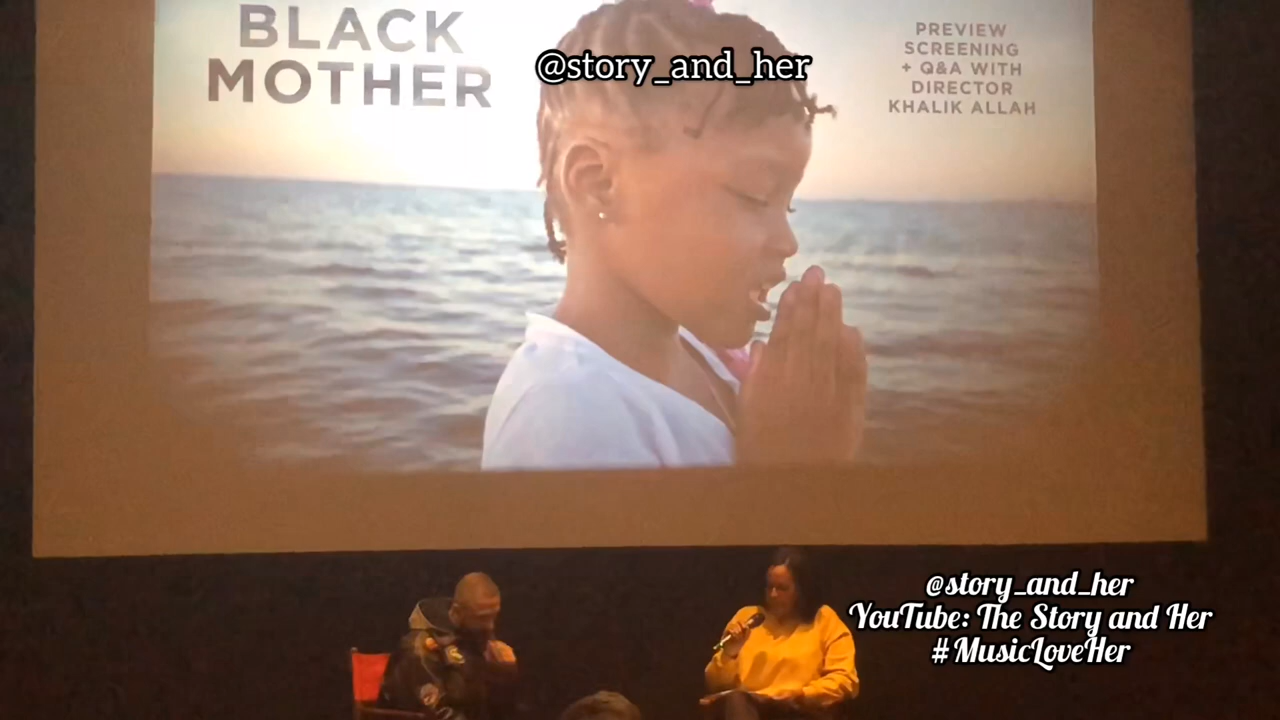 BLACK
MOTHER
@story_and_her
PREVIEW
SCREENING
+ Q&A WITH
DIRECTOR
KHALIK ALLAH
@story_and_her
YouTube: The Story and Her
#MusicLoveHer